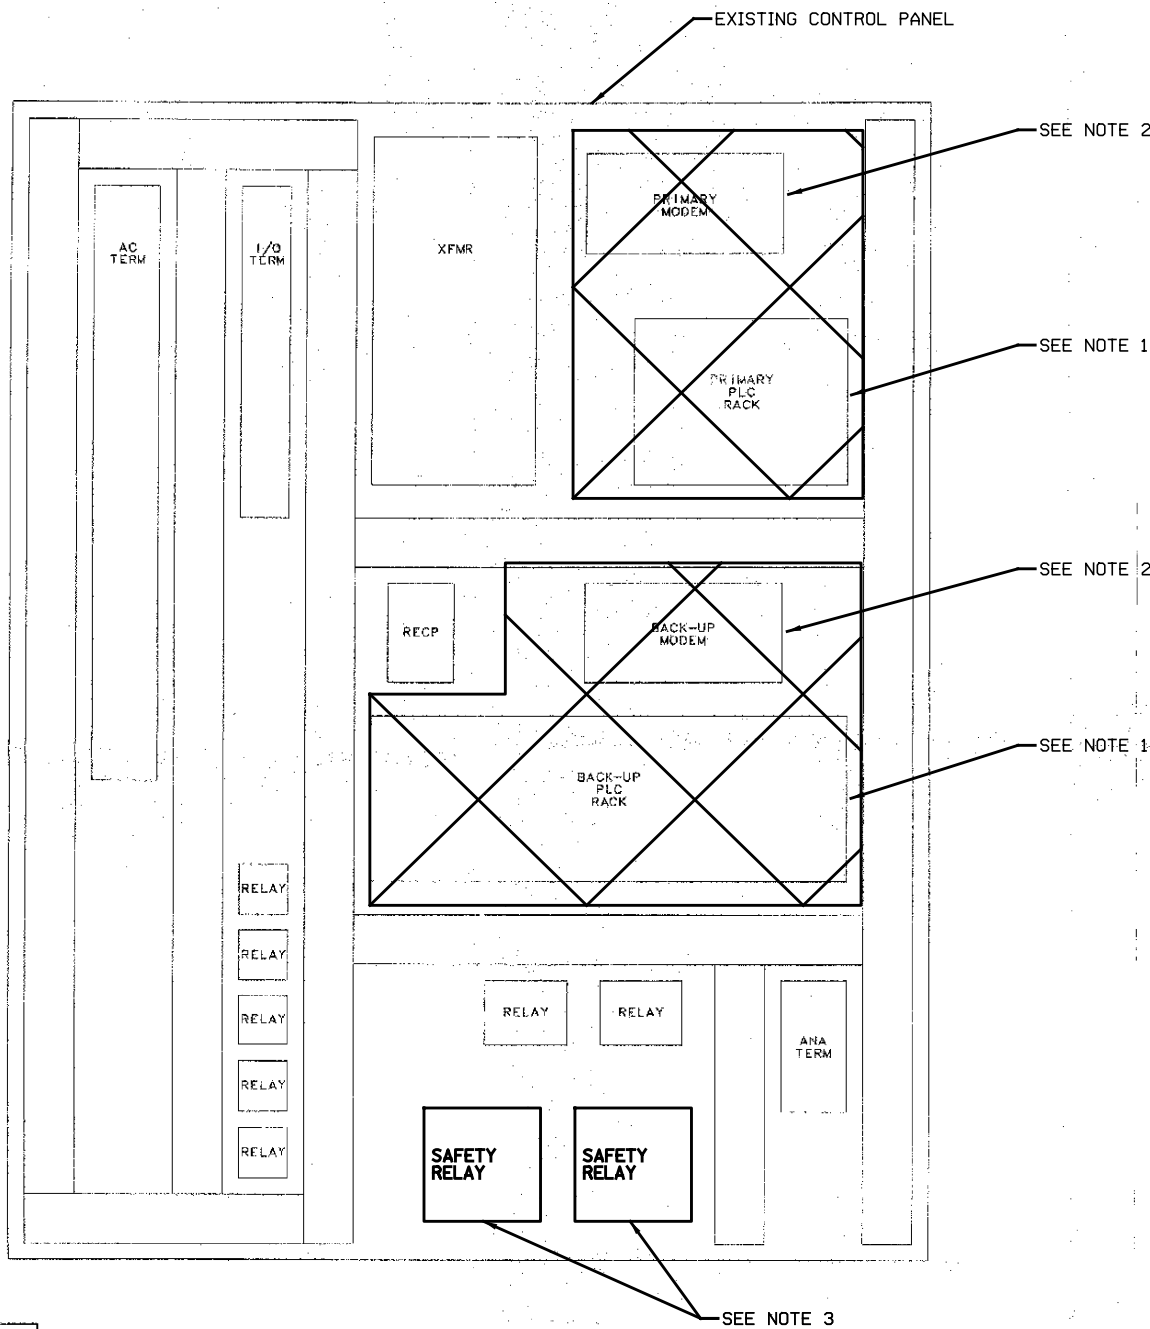 EXISTING CONTROL PANEL
SEE NOTE 2
PRIMARY
MODEM
AC
TERM
I/O
TERM
XFMR
SEE NOTE 1
PRIMARY
PLC
RACK
SEE NOTE 2
RECP
BACK-UP
MODEM
SEE NOTE 1
BACK-UP
PLC
RACK
RELAY
RELAY
RELAY
RELAY
RELAY
RELAY
RELAY
ANA
TERM
SAFETY
RELAY
SAFETY
RELAY
SEE NOTE 3